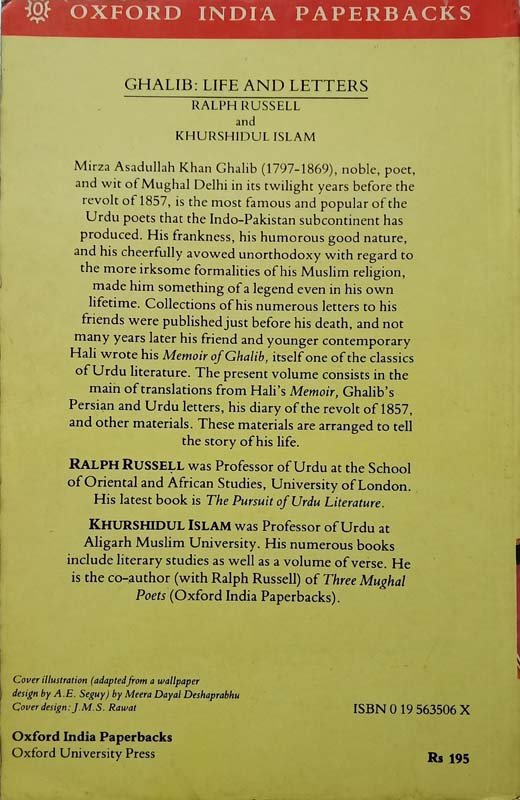 OXFORD INDIA PAPERBACKS
GHALIB: LIFE AND LETTERS
RALPH RUSSELL
and
KHURSHIDUL ISLAM
Mirza Asadullah Khan Ghalib (1797-1869), noble, poet,
and wit of Mughal Delhi in its twilight years before the
revolt of 1857, is the most famous and popular of the
Urdu poets that the Indo-Pakistan subcontinent has
produced. His frankness, his humorous good nature,
and his cheerfully avowed unorthodoxy with regard to
the more irksome formalities of his Muslim religion,
made him something of a legend even in his own
lifetime. Collections of his numerous letters to his
friends were published just before his death, and not
many years later his friend and younger contemporary
Hali wrote his Memoir of Ghalib, itself one of the classics
of Urdu literature. The present volume consists in the
main of translations from Hali's Memoir, Ghalib's
Persian and Urdu letters, his diary of the revolt of 1857,
and other materials. These materials are arranged to tell
the story of his life.
RALPH RUSSELL was Professor of Urdu at the School
of Oriental and African Studies, University of London.
His latest book is The Pursuit of Urdu Literature.
KHURSHIDUL ISLAM was Professor of Urdu at
Aligarh Muslim University. His numerous books
include literary studies as well as a volume of verse. He
is the co-author (with Ralph Russell) of Three Mughal
Poets (Oxford India Paperbacks).
Cover illustration (adapted from a wallpaper
design by A.E. Seguy) by Meera Dayal Deshaprabhu
Cover design: J.M.S. Rawat
ISBN 0 19 563506 X
Oxford India Paperbacks
Oxford University Press
Rs 195